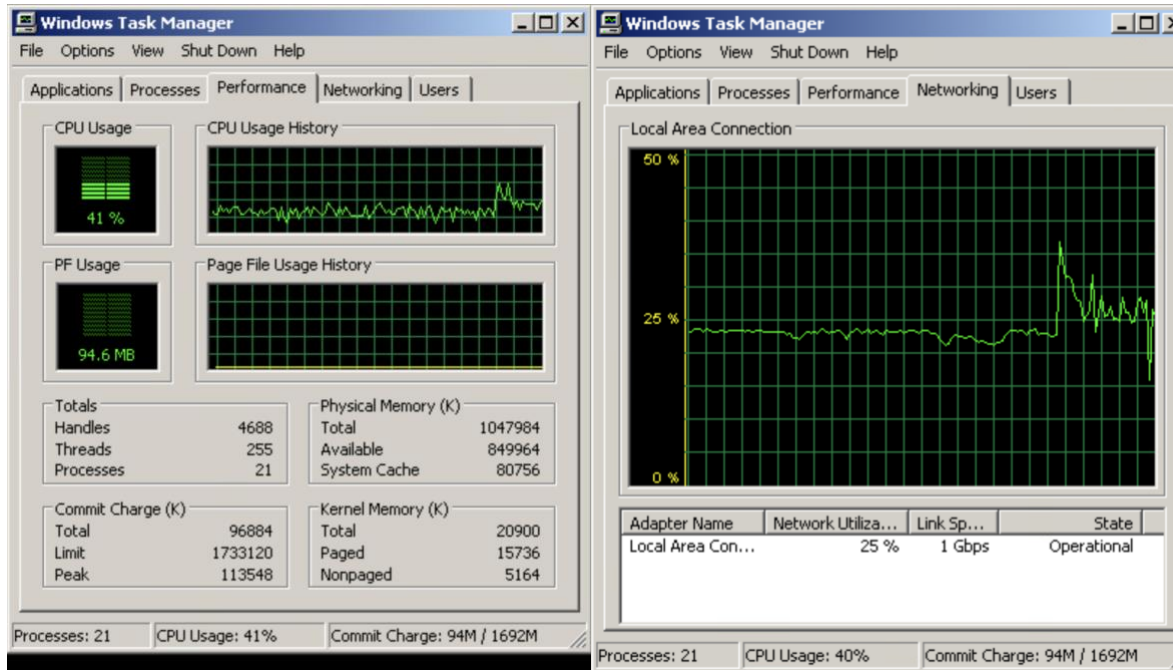 Windows Task Manager
File Options View Shut Down Help
Applications Processes Performance Networking Users
CPU Usage CPU Usage History
41 %
PF Usage Page File Usage History
94.6 MB
Totals
Handles 4688
Threads 255
Processes 21
Physical Memory (K)
Total 1047984
Available 849964
System Cache 80756
Commit Charge (K)
Total 96884
Limit 1733120
Peak 113548
Kernel Memory (K)
Total 20900
Paged 15736
Nonpaged 5164
Processes: 21 CPU Usage: 41% Commit Charge: 94M / 1692M
Windows Task Manager
File Options View Shut Down Help
Applications Processes Performance Networking Users
Local Area Connection
50 %
25 %
0 %
Adapter Name Network Utiliza... Link Sp... State
Local Area Con... 25 % 1 Gbps Operational
Processes: 21 CPU Usage: 40% Commit Charge: 94M / 1692M